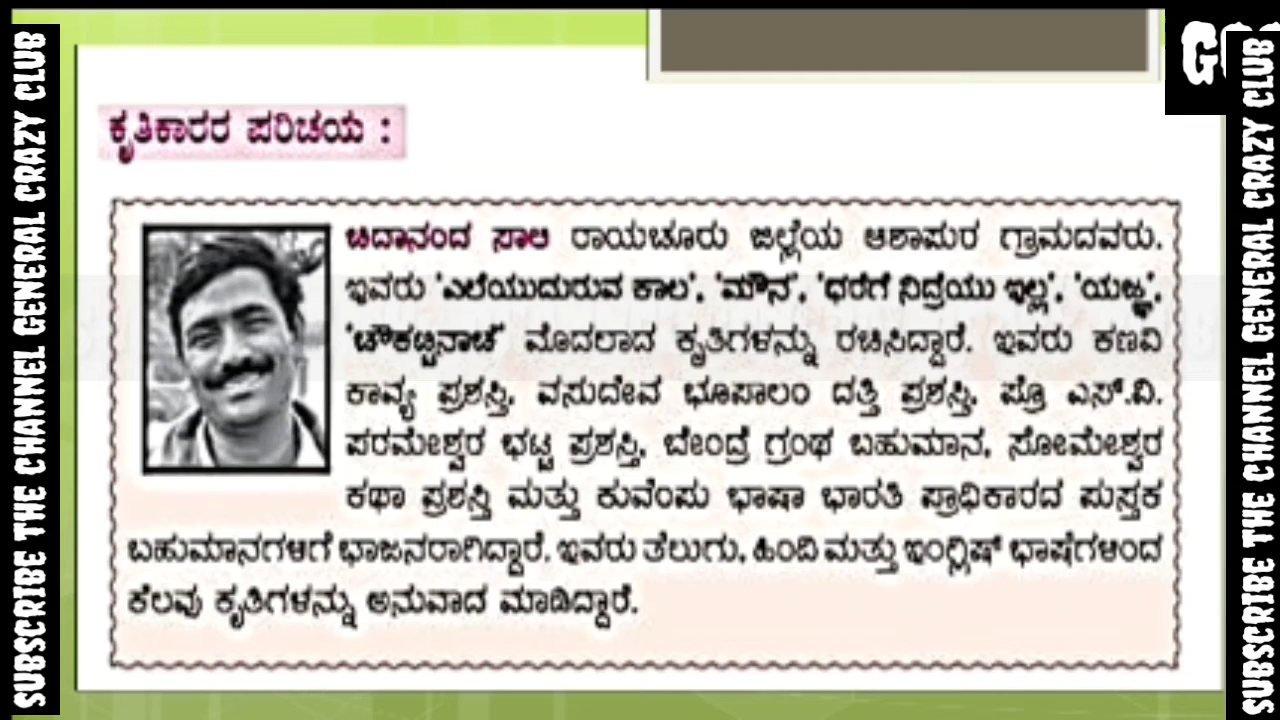 SUBSCRIBE THE CHANNEL GENERAL CRAZY CLUB
ಕೃತಿಕಾರರ ಪರಿಚಯ :
ಚಿದಾನಂದ ಸಾಲಿ ರಾಯಚೂರು ಜಿಲ್ಲೆಯ ಆಶಾಪುರ ಗ್ರಾಮದವರು.
ಇವರು 'ಎಲೆಯುದುರುವ ಕಾಲ', 'ಮೌನ', 'ಧರೆಗೆ ನಿದ್ರೆಯು ಇಲ್ಲ', 'ಯಜ್ಞ',
'ಚೌಕಟ್ಟಿನಾಚೆ' ಮೊದಲಾದ ಕೃತಿಗಳನ್ನು ರಚಿಸಿದ್ದಾರೆ. ಇವರು ಕಣವಿ
ಕಾವ್ಯ ಪ್ರಶಸ್ತಿ, ವಸುದೇವ ಭೂಪಾಲಂ ದತ್ತಿ ಪ್ರಶಸ್ತಿ, ಪ್ರೊ ಎಸ್.ವಿ.
ಪರಮೇಶ್ವರ ಭಟ್ಟ ಪ್ರಶಸ್ತಿ, ಬೇಂದ್ರೆ ಗ್ರಂಥ ಬಹುಮಾನ, ಸೋಮೇಶ್ವರ
ಕಥಾ ಪ್ರಶಸ್ತಿ ಮತ್ತು ಕುವೆಂಪು ಭಾಷಾ ಭಾರತಿ ಪ್ರಾಧಿಕಾರದ ಪುಸ್ತಕ
ಬಹುಮಾನಗಳಿಗೆ ಭಾಜನರಾಗಿದ್ದಾರೆ. ಇವರು ತೆಲುಗು, ಹಿಂದಿ ಮತ್ತು ಇಂಗ್ಲಿಷ್ ಭಾಷೆಗಳಿಂದ
ಕೆಲವು ಕೃತಿಗಳನ್ನು ಅನುವಾದ ಮಾಡಿದ್ದಾರೆ.
SUBSCRIBE THE CHANNEL GENERAL CRAZY CLUB